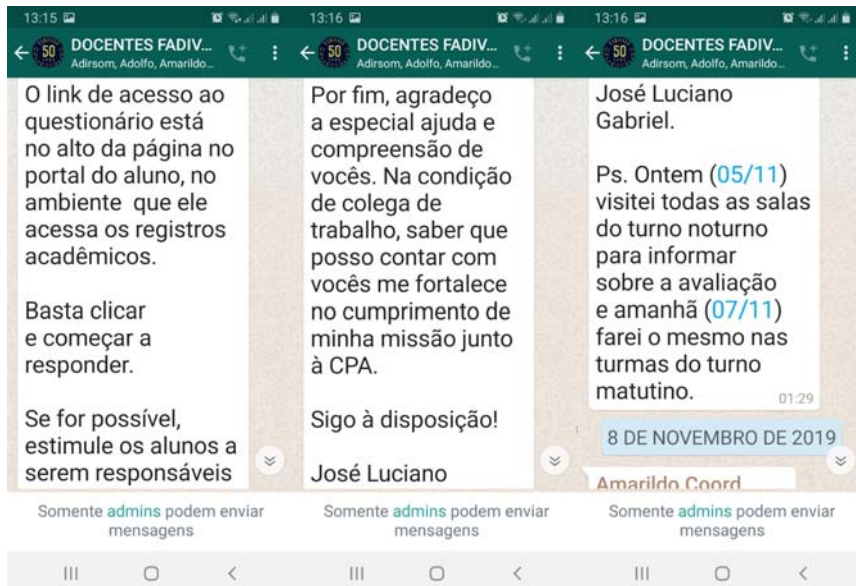 13:15
50
DOCENTES FADIV...
Adirsom, Adolfo, Amarildo...
O link de acesso ao
questionário está
no alto da página no
portal do aluno, no
ambiente que ele
acessa os registros
acadêmicos.
Basta clicar
e começar a
responder.
Se for possível,
estimule os alunos a
serem responsáveis
Somente admins podem enviar
mensagens
13:16
50
DOCENTES FADIV...
Adirsom, Adolfo, Amarildo...
Por fim, agradeço
a especial ajuda e
compreensão de
vocês. Na condição
de colega de
trabalho, saber que
posso contar com
vocês me fortalece
no cumprimento de
minha missão junto
à CPA.
Sigo à disposição!
José Luciano
Somente admins podem enviar
mensagens
13:16
50
DOCENTES FADIV...
Adirsom, Adolfo, Amarildo...
José Luciano
Gabriel.
Ps. Ontem (05/11)
visitei todas as salas
do turno noturno
para informar
sobre a avaliação
e amanhã (07/11)
farei o mesmo nas
turmas do turno
matutino.
01:29
8 DE NOVEMBRO DE 2019
Amarildo Coord
Somente admins podem enviar
mensagens